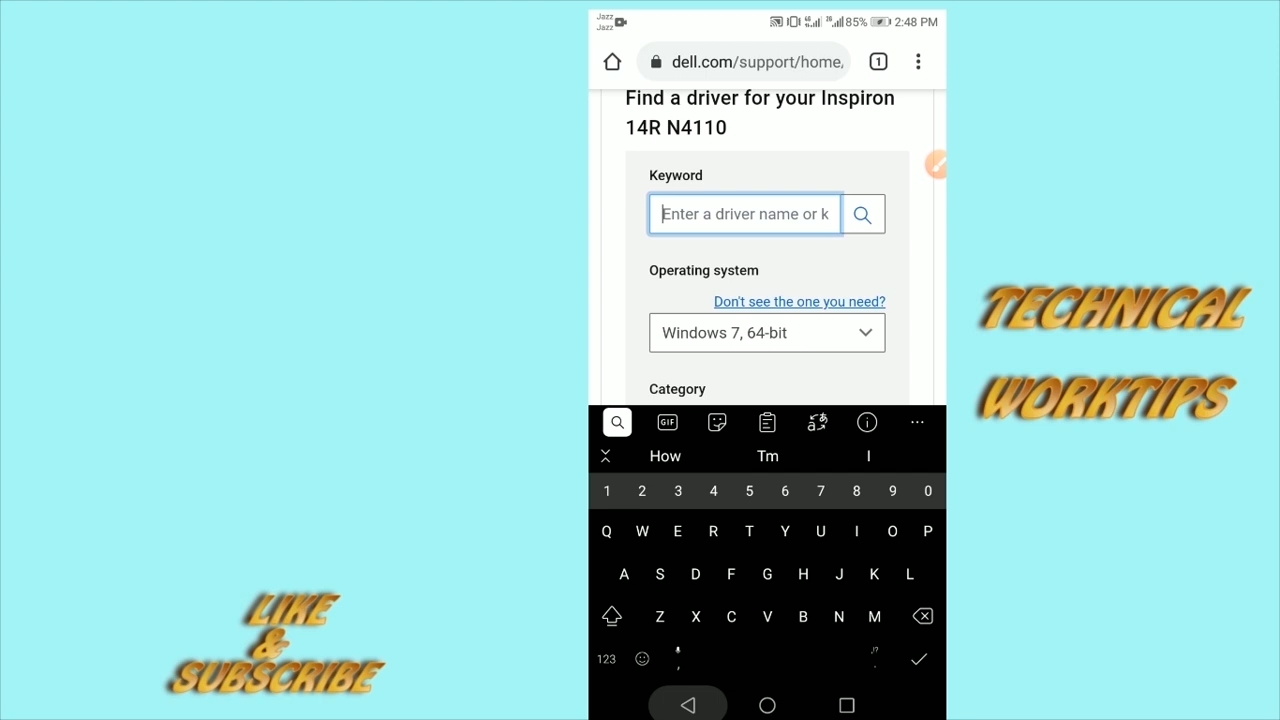 Jazz
Jazz
4G
3G
85%
2:48 PM
dell.com/support/home,
1
Find a driver for your Inspiron
14R N4110
Keyword
Enter a driver name or k
Operating system
Don't see the one you need?
Windows 7, 64-bit
Category
TECHNICAL
WORKTIPS
GIF
How Tm I
1 2 3 4 5 6 7 8 9 0
Q W E R T Y U I O P
A S D F G H J K L
Z X C V B N M
123 , .
LIKE
&
SUBSCRIBE